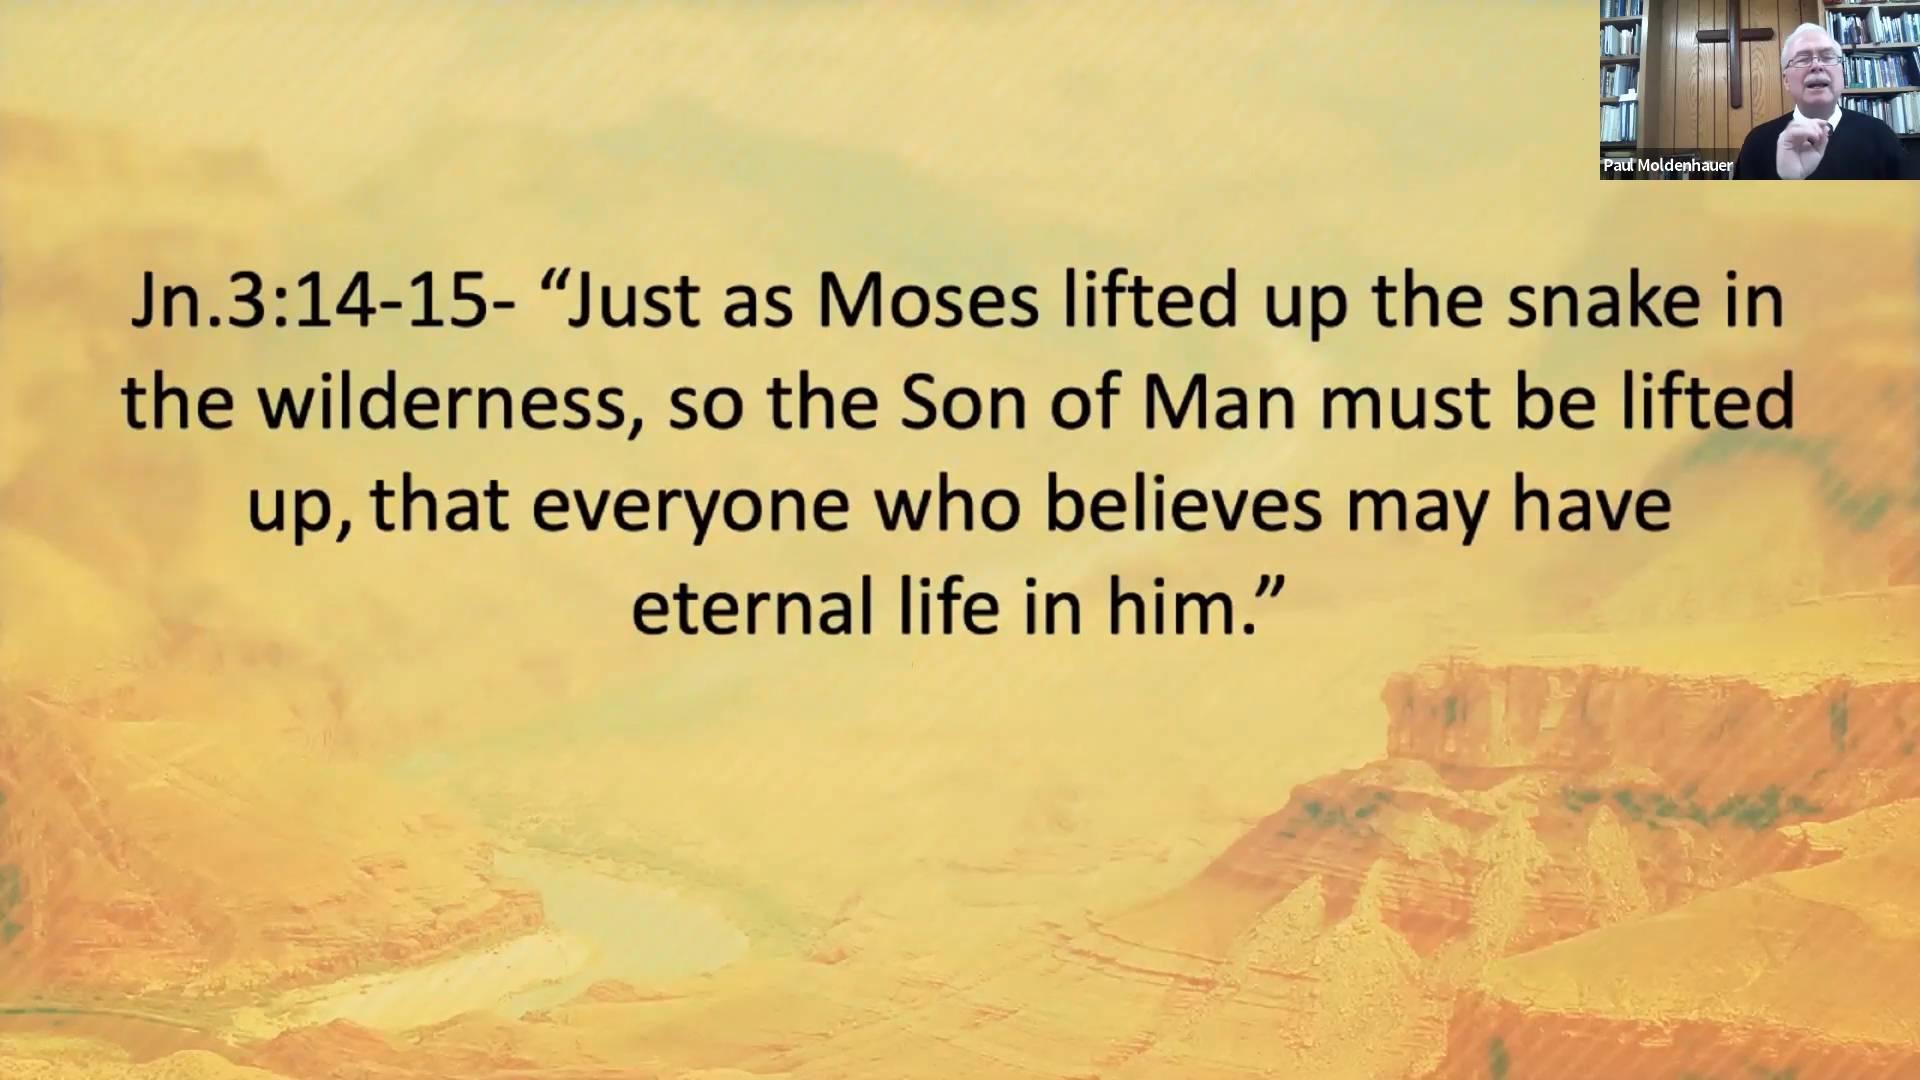 Paul Moldenhauer
Jn.3:14-15- “Just as Moses lifted up the snake in
the wilderness, so the Son of Man must be lifted
up, that everyone who believes may have
eternal life in him.”